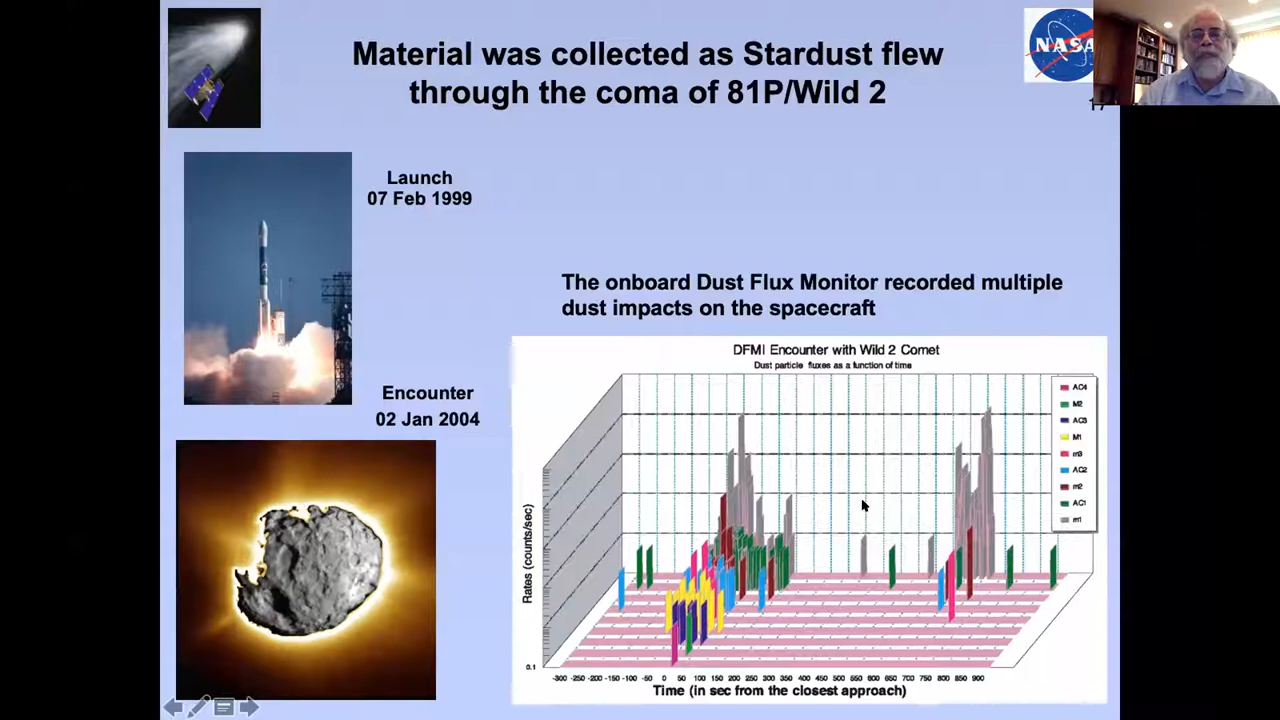 Material was collected as Stardust flew
through the coma of 81P/Wild 2
NASA
17
Launch
07 Feb 1999
The onboard Dust Flux Monitor recorded multiple
dust impacts on the spacecraft
Encounter
02 Jan 2004
DFMI Encounter with Wild 2 Comet
Dust particle fluxes as a function of time
AC4
M2
AC3
M1
m3
AC2
m2
AC1
m1
Rates (counts/sec)
0.1
-300 -250 -200 -150 -100 -50 0 50 100 150 200 250 300 350 400 450 500 550 600 650 700 750 800 850 900
Time (in sec from the closest approach)